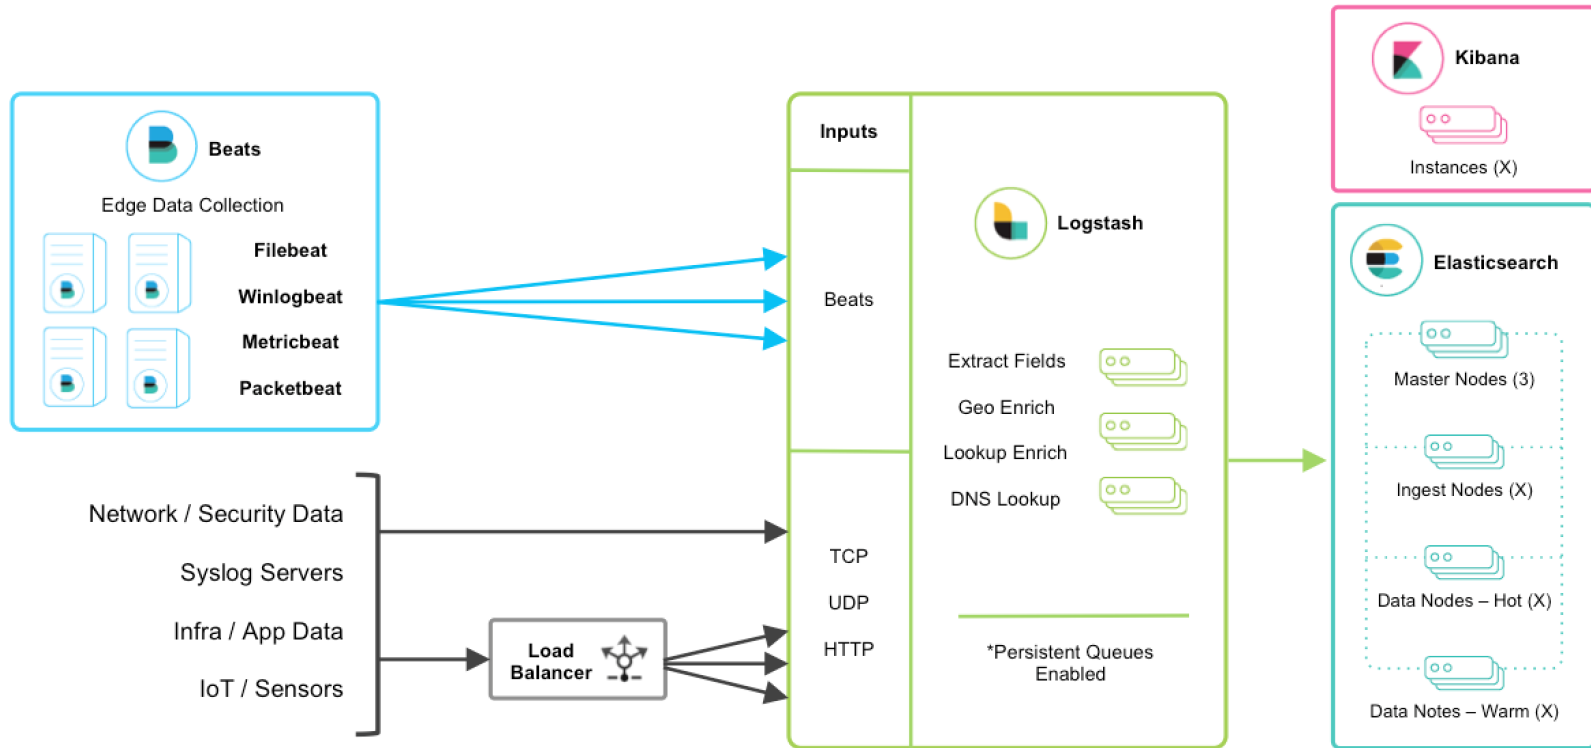 Beats
Edge Data Collection
Filebeat
Winlogbeat
Metricbeat
Packetbeat
Network / Security Data
Syslog Servers
Infra / App Data
IoT / Sensors
Load
Balancer
Inputs
Beats
TCP
UDP
HTTP
Logstash
Extract Fields
Geo Enrich
Lookup Enrich
DNS Lookup
*Persistent Queues
Enabled
Kibana
Instances (X)
Elasticsearch
Master Nodes (3)
Ingest Nodes (X)
Data Nodes – Hot (X)
Data Notes – Warm (X)